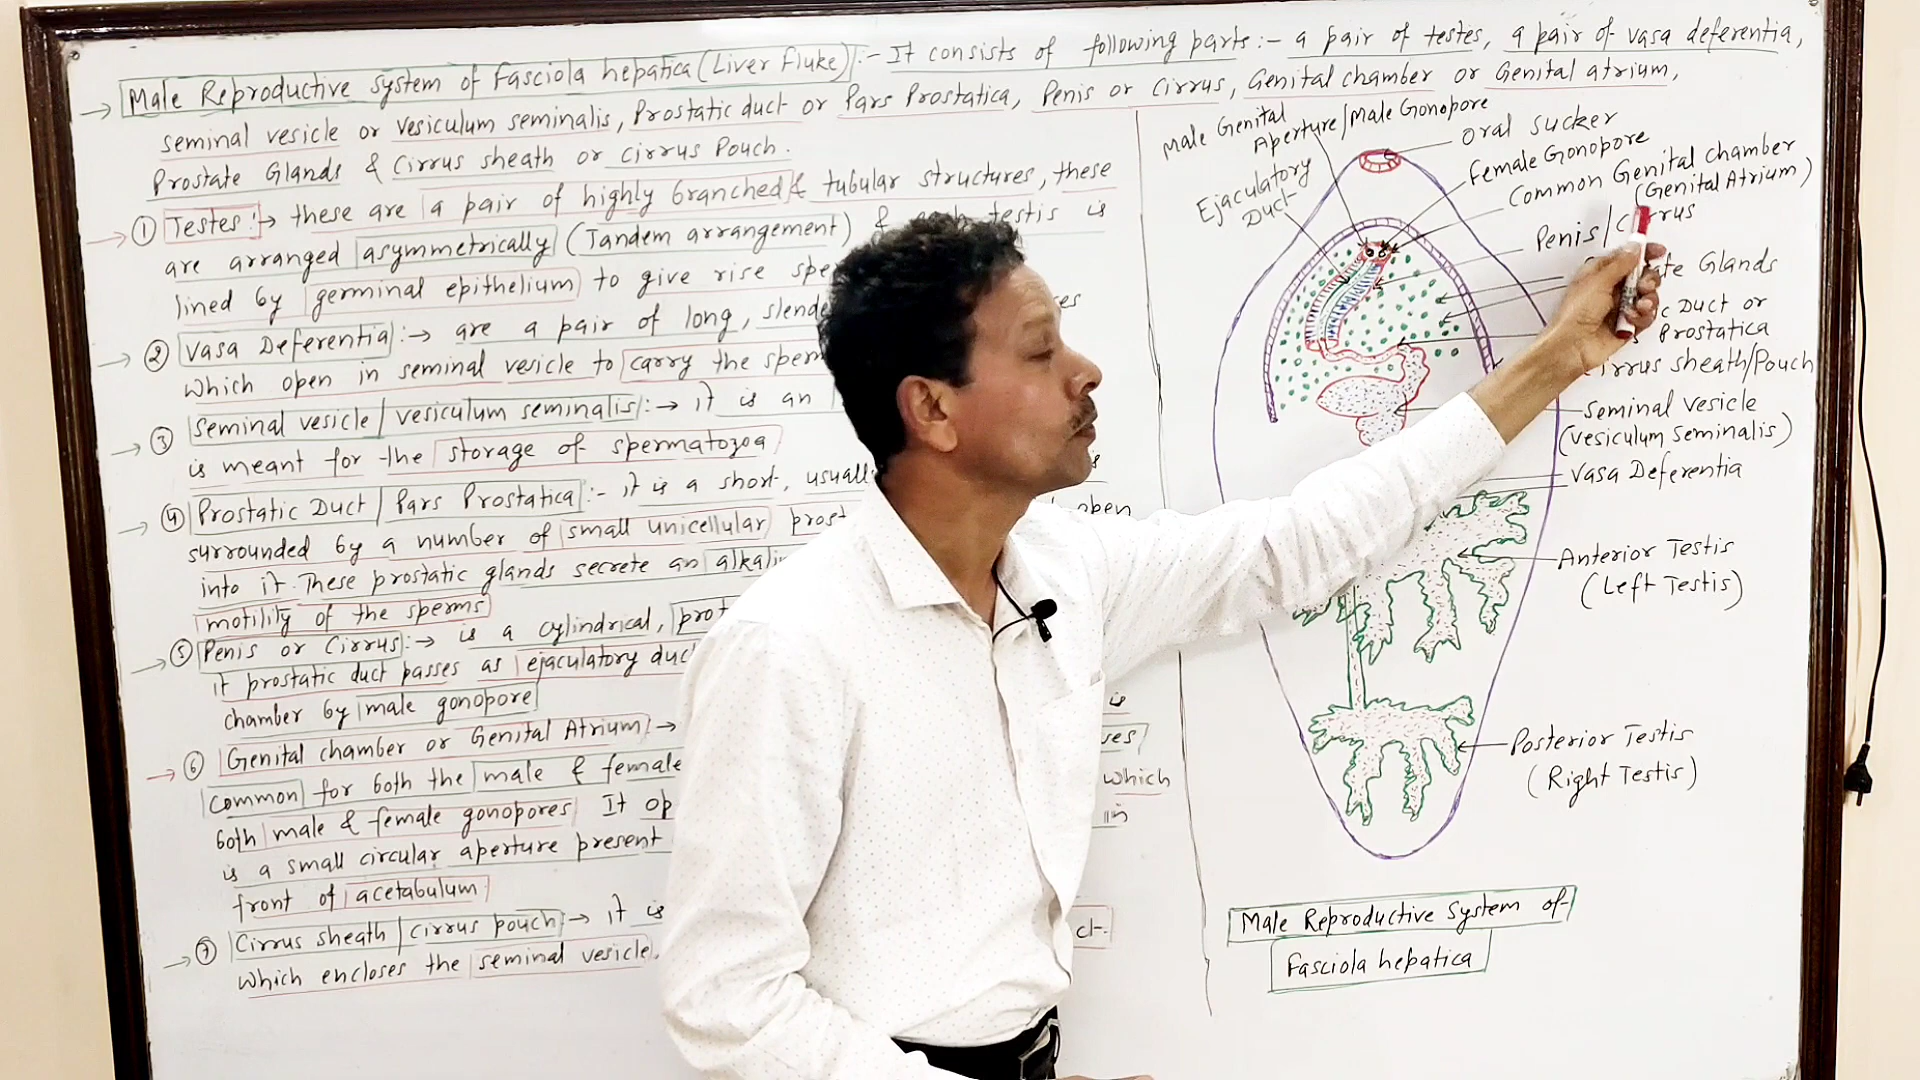 → Male Reproductive System of Fasciola hepatica (Liver Fluke) :- It consists of following parts:- a pair of testes, a pair of vasa deferentia,
seminal vesicle or vesiculum seminalis, Prostatic duct or Pars Prostatica, Penis or Cirrus, Genital chamber or Genital atrium,
Prostate Glands & Cirrus sheath or Cirrus Pouch.
→ ① Testes :→ these are a pair of highly branched & tubular structures, these
are arranged asymmetrically (Tandem arrangement) & testis is
lined by germinal epithelium to give rise
→ ② Vasa Deferentia :→ are a pair of long,
which open in seminal vesicle to carry the
→ ③ Seminal vesicle / vesiculum seminalis :→ it is an
is meant for the storage of spermatozoa
→ ④ Prostatic Duct / Pars Prostatica :- it is a short,
surrounded by a number of small unicellular open
into it. These prostatic glands secrete an
motility of the sperms
→ ⑤ Penis or Cirrus :→ is a cylindrical,
it prostatic duct passes as ejaculatory is
chamber by male gonopore
→ ⑥ Genital chamber or Genital Atrium →
common for both the male & female which
both male & female gonopores. It
is a small circular aperture present
front of acetabulum
→ ⑦ Cirrus sheath / cirrus pouch → it is
which encloses the seminal vesicle,
Male Genital
Aperture/Male Gonopore
oral sucker
Female Gonopore
Common Genital chamber
(Genital Atrium)
Ejaculatory
Duct
Penis/
Glands
Duct or
Prostatica
sheath/Pouch
Seminal vesicle
(vesiculum seminalis)
Vasa Deferentia
Anterior Testis
(Left Testis)
Posterior Testis
(Right Testis)
Male Reproductive System of
Fasciola hepatica